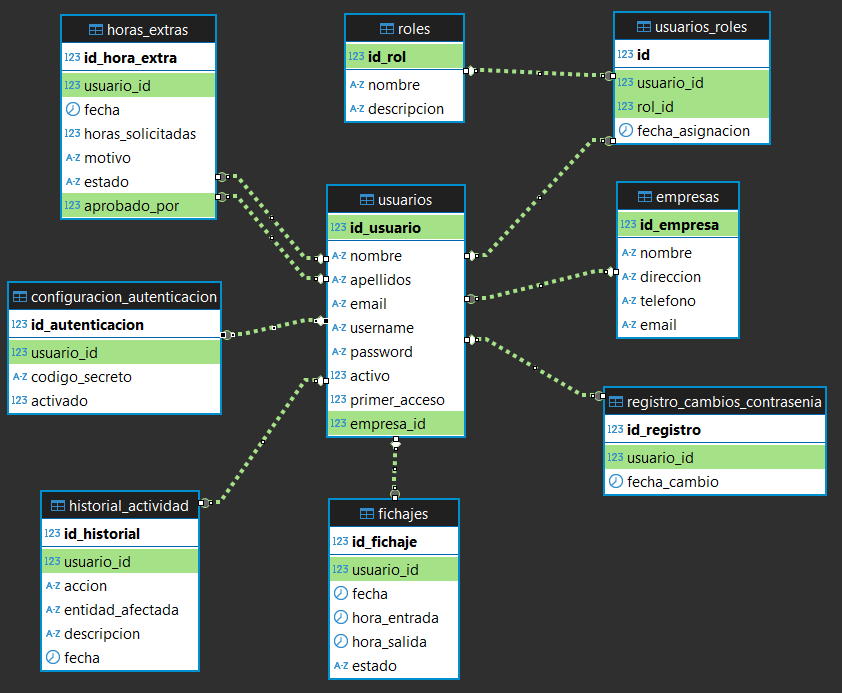 horas_extras
123 id_hora_extra
123 usuario_id
fecha
123 horas_solicitadas
A-Z motivo
A-Z estado
123 aprobado_por
roles
123 id_rol
A-Z nombre
A-Z descripcion
usuarios_roles
123 id
123 usuario_id
123 rol_id
fecha_asignacion
usuarios
123 id_usuario
A-Z nombre
A-Z apellidos
A-Z email
A-Z username
A-Z password
123 activo
123 primer_acceso
123 empresa_id
empresas
123 id_empresa
A-Z nombre
A-Z direccion
A-Z telefono
A-Z email
configuracion_autenticacion
123 id_autenticacion
123 usuario_id
A-Z codigo_secreto
123 activado
registro_cambios_contrasenia
123 id_registro
123 usuario_id
fecha_cambio
historial_actividad
123 id_historial
123 usuario_id
A-Z accion
A-Z entidad_afectada
A-Z descripcion
fecha
fichajes
123 id_fichaje
123 usuario_id
fecha
hora_entrada
hora_salida
A-Z estado